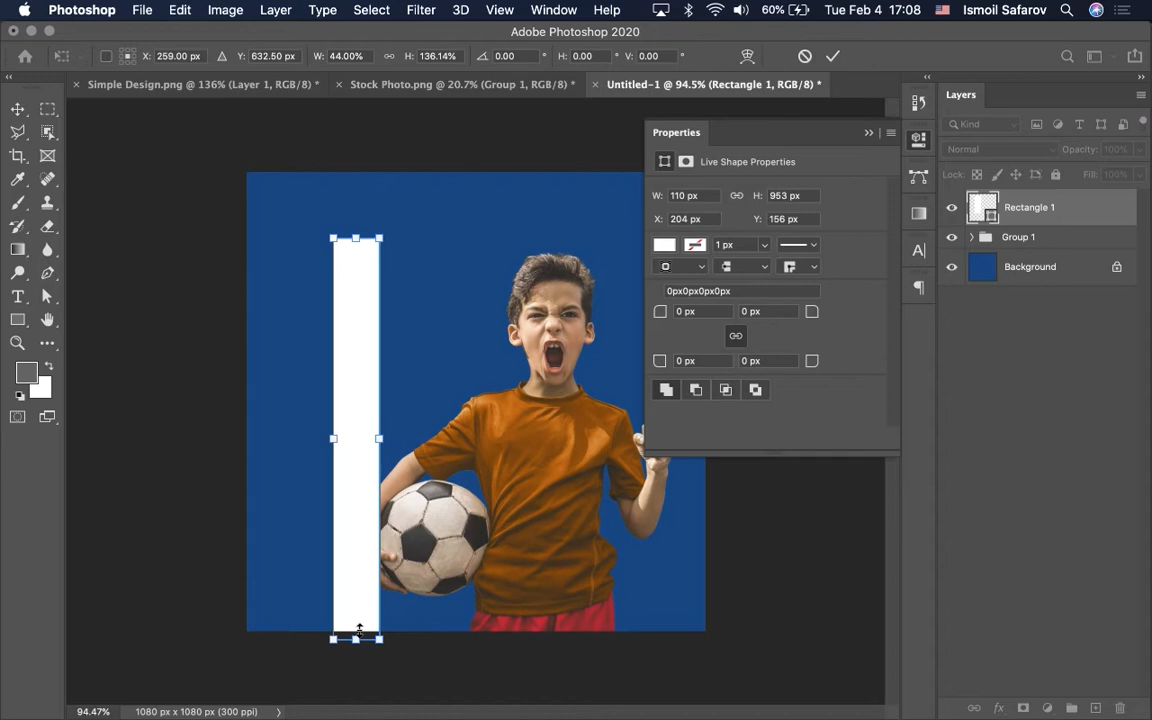 Photoshop File Edit Image Layer Type Select Filter 3D View Window Help 60% Tue Feb 4 17:08 Ismoil Safarov
Adobe Photoshop 2020
X: 259.00 px Y: 632.50 px W: 44.00% H: 136.14% 0.00 ° H: 0.00 ° V: 0.00 °
× Simple Design.png @ 136% (Layer 1, RGB/8) * × Stock Photo.png @ 20.7% (Group 1, RGB/8) * × Untitled-1 @ 94.5% (Rectangle 1, RGB/8) *
Layers
Kind
Normal Opacity: 100%
Lock: Fill: 100%
Rectangle 1
Group 1
Background
Properties
Live Shape Properties
W: 110 px H: 953 px
X: 204 px Y: 156 px
1 px
0px0px0px0px
0 px 0 px
0 px 0 px
A
T
94.47% 1080 px x 1080 px (300 ppi)
fx